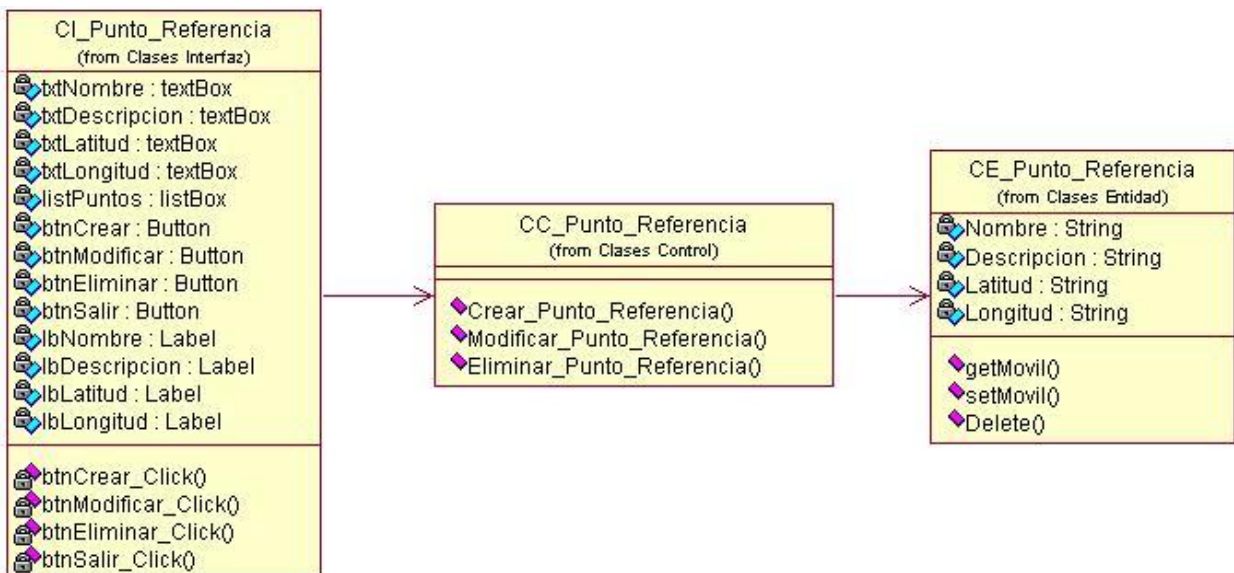 CI_Punto_Referencia
(from Clases Interfaz)
txtNombre : textBox
txtDescripcion : textBox
txtLatitud : textBox
txtLongitud : textBox
listPuntos : listBox
btnCrear : Button
btnModificar : Button
btnEliminar : Button
btnSalir : Button
lbNombre : Label
lbDescripcion : Label
lbLatitud : Label
lbLongitud : Label
btnCrear_Click()
btnModificar_Click()
btnEliminar_Click()
btnSalir_Click()
CC_Punto_Referencia
(from Clases Control)
Crear_Punto_Referencia()
Modificar_Punto_Referencia()
Eliminar_Punto_Referencia()
CE_Punto_Referencia
(from Clases Entidad)
Nombre : String
Descripcion : String
Latitud : String
Longitud : String
getMovil()
setMovil()
Delete()